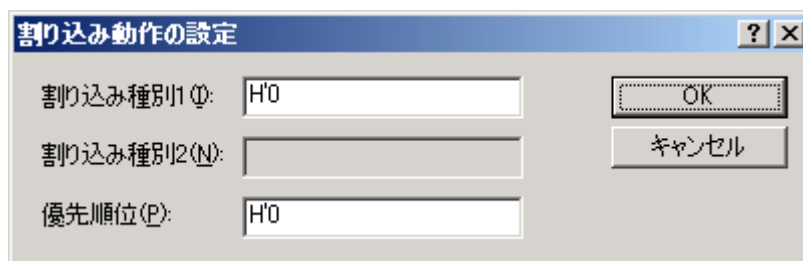 割り込み動作の設定
割り込み種別1(I): H'0 OK
割り込み種別2(N): キャンセル
優先順位(P): H'0